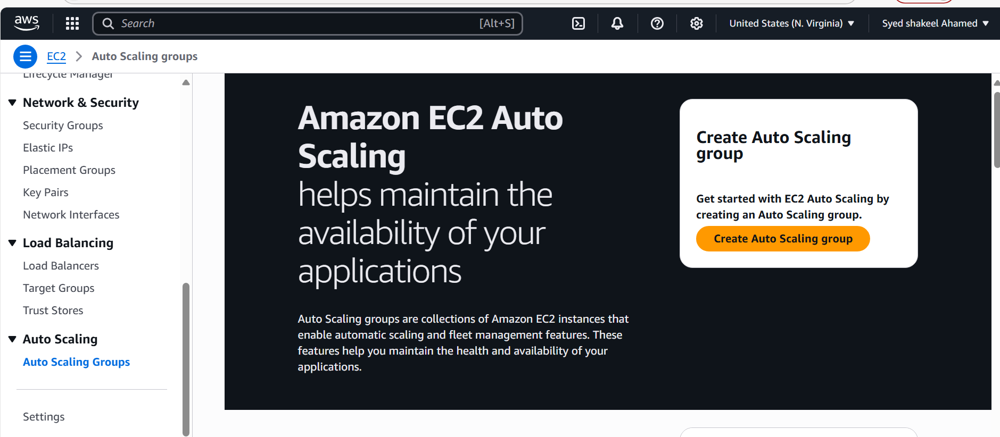 aws
Search
[Alt+S]
United States (N. Virginia)
Syed shakeel Ahamed
EC2
Auto Scaling groups
Lifecycle Manager
Network & Security
Security Groups
Elastic IPs
Placement Groups
Key Pairs
Network Interfaces
Load Balancing
Load Balancers
Target Groups
Trust Stores
Auto Scaling
Auto Scaling Groups
Settings
Amazon EC2 Auto
Scaling
helps maintain the
availability of your
applications
Auto Scaling groups are collections of Amazon EC2 instances that
enable automatic scaling and fleet management features. These
features help you maintain the health and availability of your
applications.
Create Auto Scaling
group
Get started with EC2 Auto Scaling by
creating an Auto Scaling group.
Create Auto Scaling group